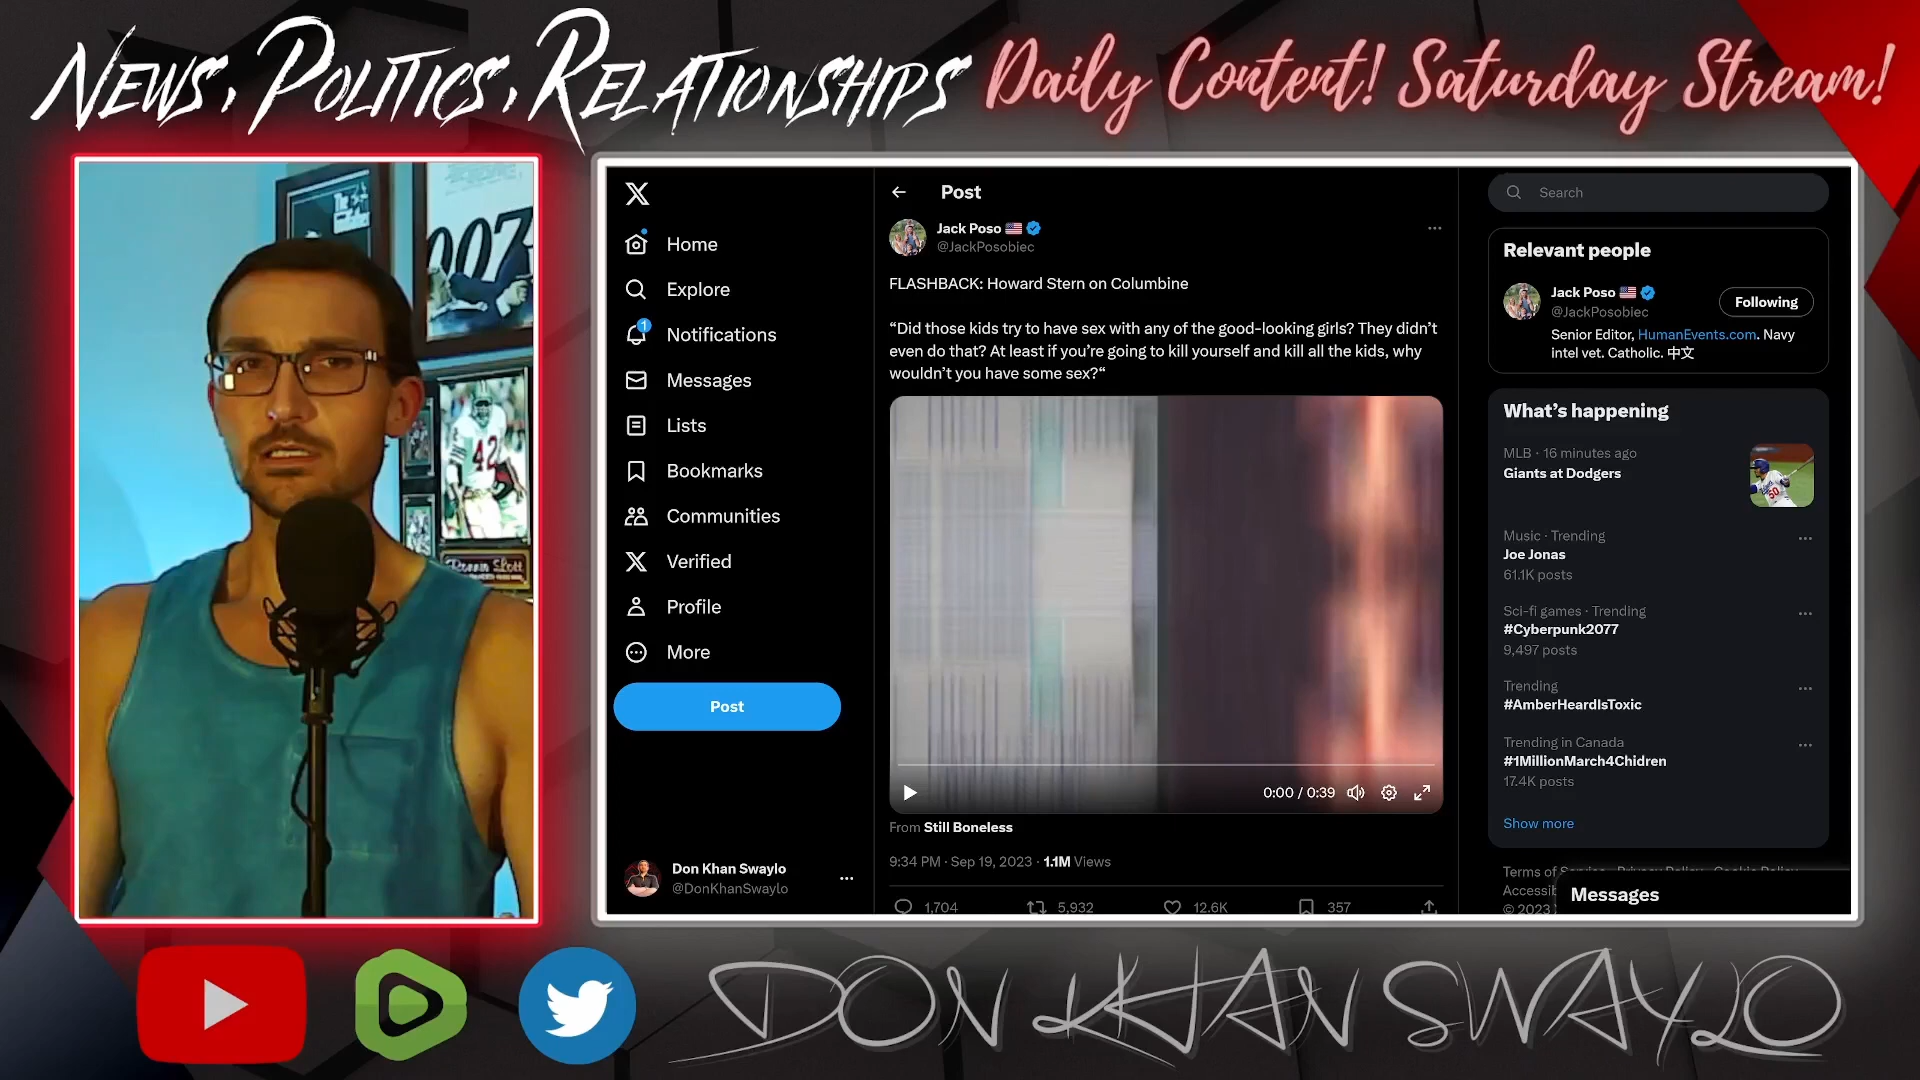 NEWS, POLITICS, RELATIONSHIPS Daily Content! Saturday Stream!
007
42
X
Home
Explore
1
Notifications
Messages
Lists
Bookmarks
Communities
Verified
Profile
More
Post
Don Khan Swaylo
@DonKhanSwaylo
Post
Jack Poso
@JackPosobiec
FLASHBACK: Howard Stern on Columbine
“Did those kids try to have sex with any of the good-looking girls? They didn’t
even do that? At least if you’re going to kill yourself and kill all the kids, why
wouldn’t you have some sex?“
0:00 / 0:39
From Still Boneless
9:34 PM · Sep 19, 2023 · 1.1M Views
1,704 5,932 12.6K 357
Search
Relevant people
Jack Poso
Following
@JackPosobiec
Senior Editor, HumanEvents.com. Navy
intel vet. Catholic. 中文
What’s happening
MLB · 16 minutes ago
Giants at Dodgers
50
Music · Trending
Joe Jonas
61.1K posts
Sci-fi games · Trending
#Cyberpunk2077
9,497 posts
Trending
#AmberHeardIsToxic
Trending in Canada
#1MillionMarch4Chidren
17.4K posts
Show more
Terms of
© 2023
Messages
DON KHAN SWAYLO